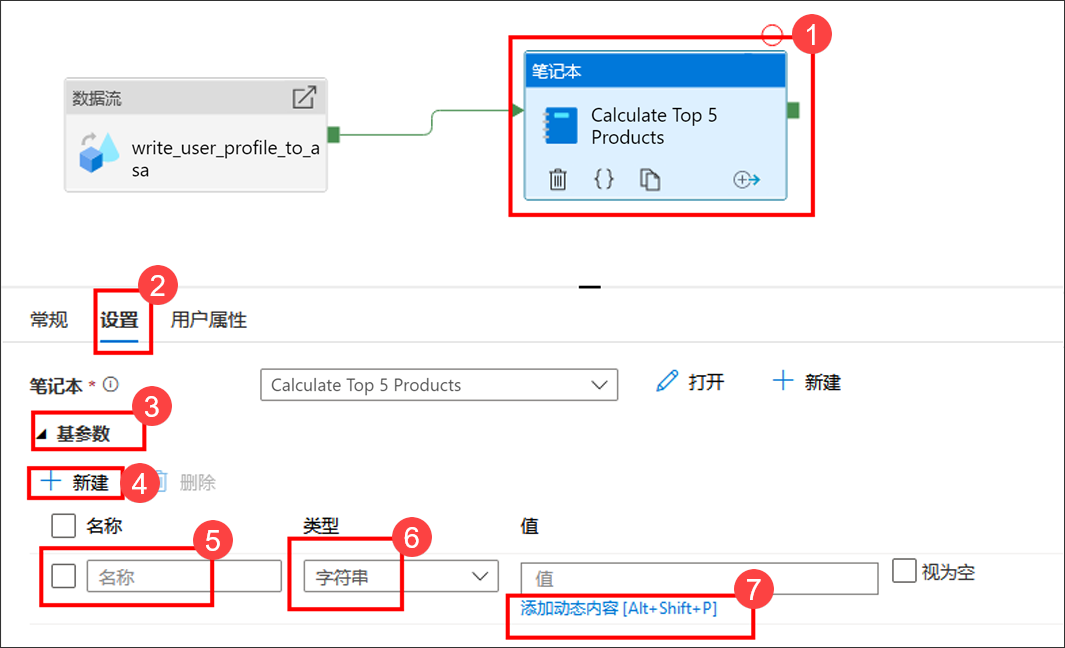 1
笔记本
数据流
Calculate Top 5
Products
write_user_profile_to_a
sa
2
常规 设置 用户属性
笔记本 * Calculate Top 5 Products 打开 新建
3
基参数
新建 4 删除
名称 类型 值
5 6
名称 字符串 值 视为空
7
添加动态内容 [Alt+Shift+P]